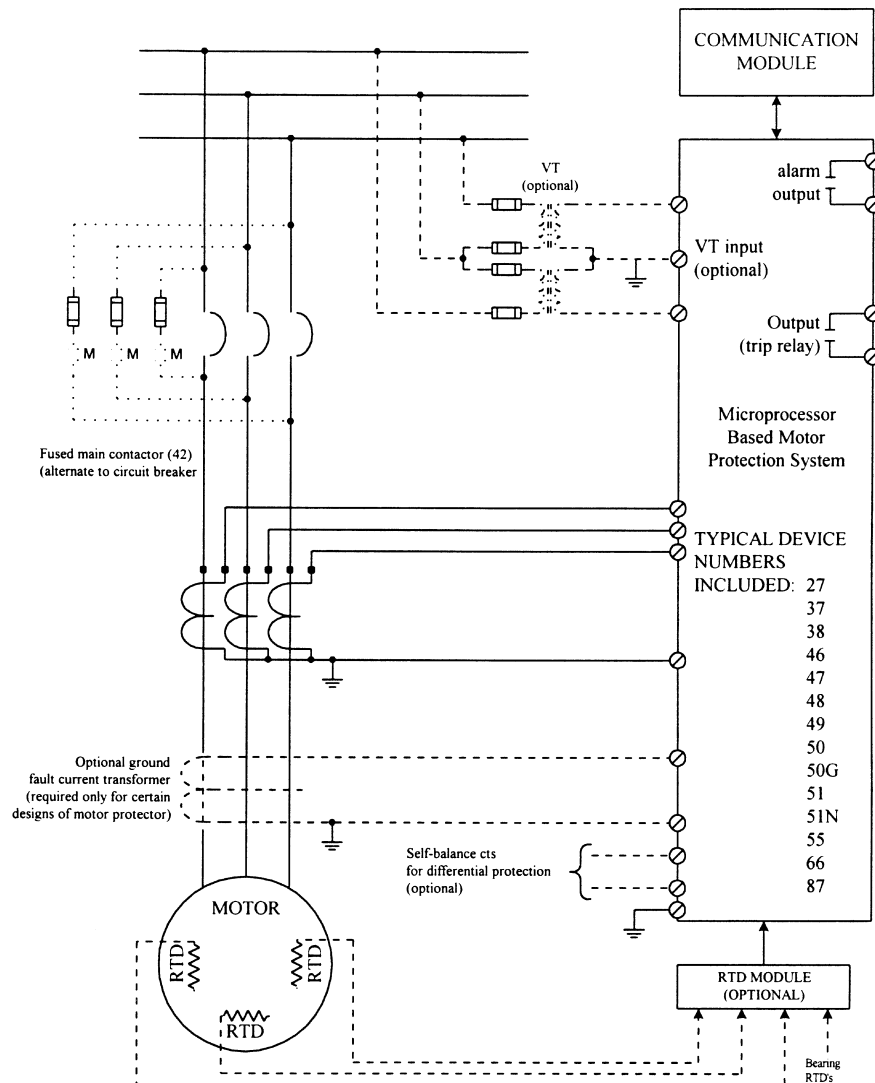 COMMUNICATION
MODULE
alarm
output
VT
(optional)
VT input
(optional)
Output
(trip relay)
M
M
M
Fused main contactor (42)
(alternate to circuit breaker
Microprocessor
Based Motor
Protection System
TYPICAL DEVICE
NUMBERS
INCLUDED: 27
37
38
46
47
48
49
50
50G
51
51N
55
66
87
Optional ground
fault current transformer
(required only for certain
designs of motor protector)
Self-balance cts
for differential protection
(optional)
MOTOR
RTD
RTD
RTD
RTD MODULE
(OPTIONAL)
Bearing
RTD's